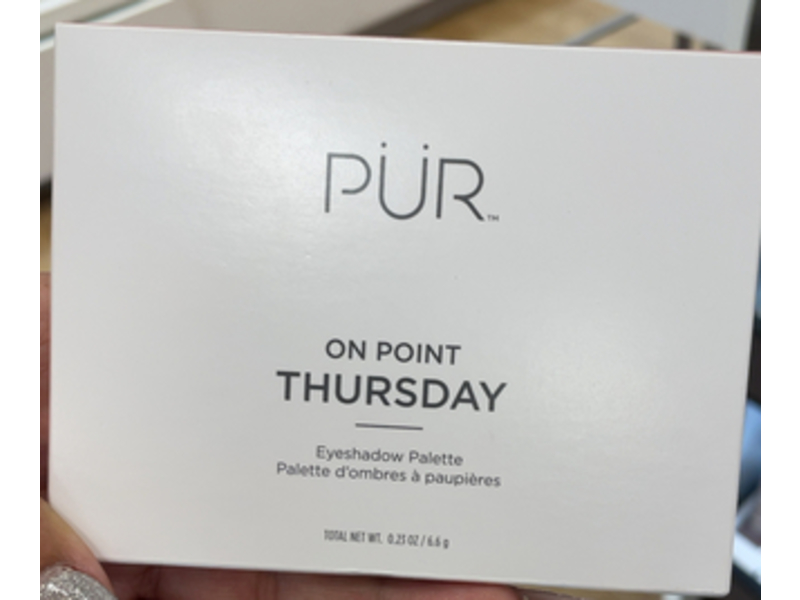 PÜR™
ON POINT
THURSDAY
Eyeshadow Palette
Palette d'ombres à paupières
TOTAL NET WT. 0.23 OZ / 6.6 g